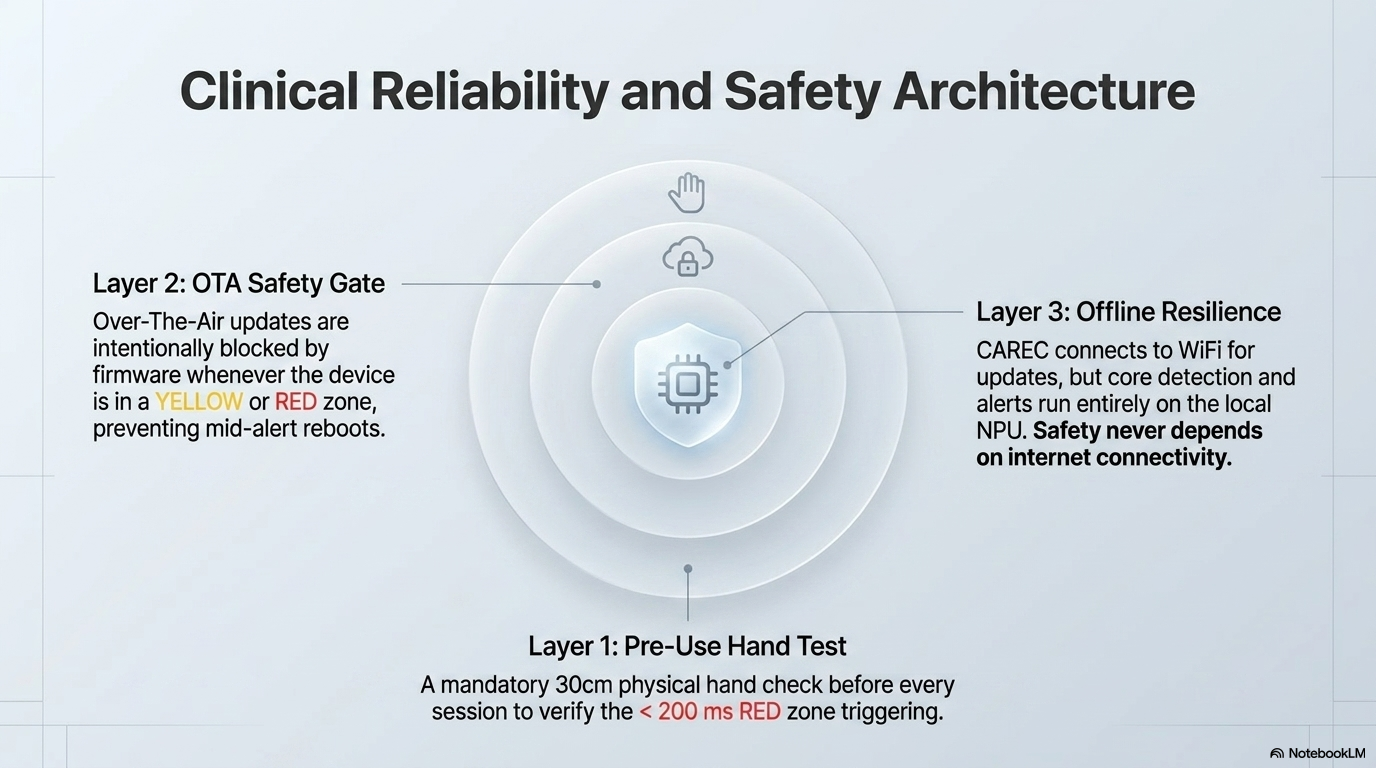 Clinical Reliability and Safety Architecture
Layer 2: OTA Safety Gate
Over-The-Air updates are
intentionally blocked by
firmware whenever the device
is in a YELLOW or RED zone,
preventing mid-alert reboots.
Layer 3: Offline Resilience
CAREC connects to WiFi for
updates, but core detection and
alerts run entirely on the local
NPU. Safety never depends
on internet connectivity.
Layer 1: Pre-Use Hand Test
A mandatory 30cm physical hand check before every
session to verify the < 200 ms RED zone triggering.
NotebookLM